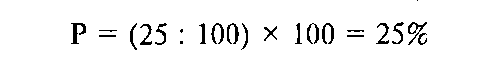 P = (25 : 100) × 100 = 25%